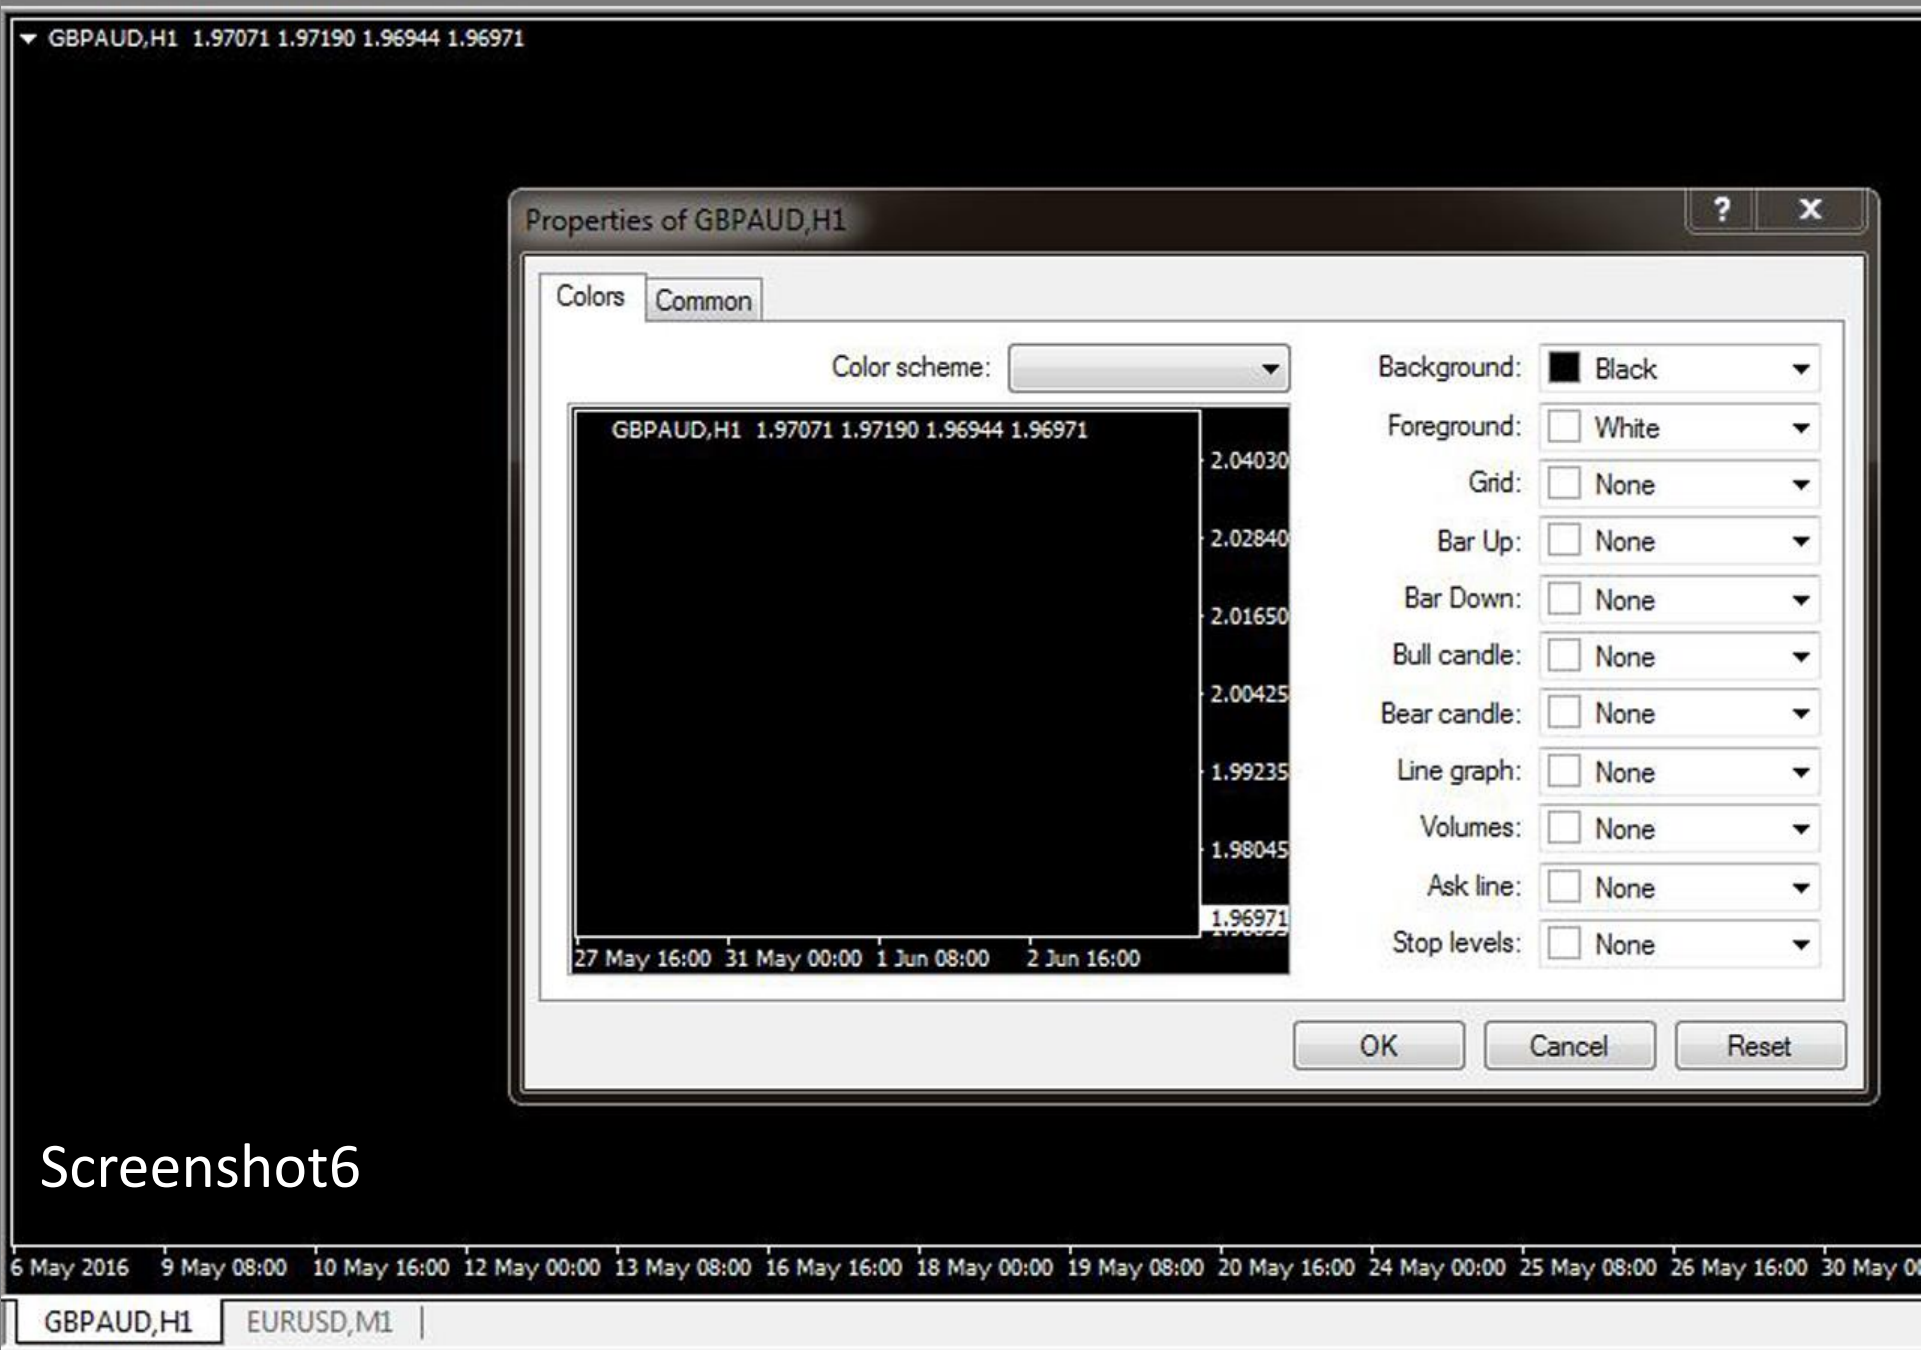 GBPAUD,H1 1.97071 1.97190 1.96944 1.96971
Properties of GBPAUD,H1
? X
Colors Common
Color scheme:
GBPAUD,H1 1.97071 1.97190 1.96944 1.96971
2.04030
2.02840
2.01650
2.00425
1.99235
1.98045
1.96971
27 May 16:00 31 May 00:00 1 Jun 08:00 2 Jun 16:00
Background: Black
Foreground: White
Grid: None
Bar Up: None
Bar Down: None
Bull candle: None
Bear candle: None
Line graph: None
Volumes: None
Ask line: None
Stop levels: None
OK Cancel Reset
Screenshot6
6 May 2016 9 May 08:00 10 May 16:00 12 May 00:00 13 May 08:00 16 May 16:00 18 May 00:00 19 May 08:00 20 May 16:00 24 May 00:00 25 May 08:00 26 May 16:00 30 May
GBPAUD,H1 EURUSD,M1